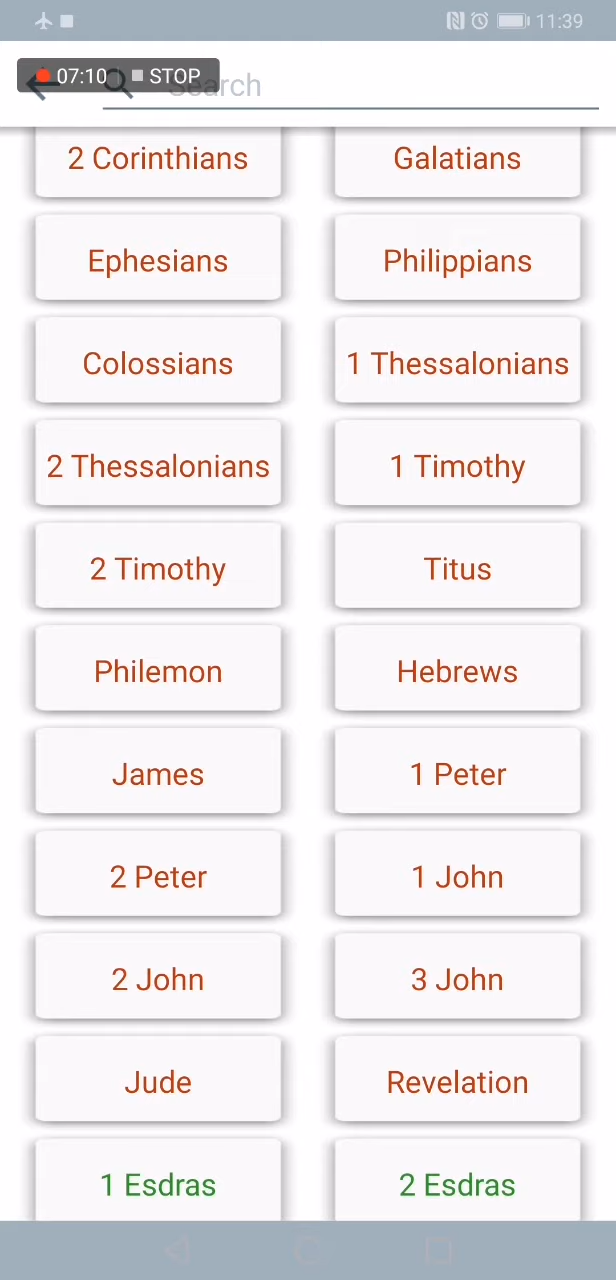 11:39
07:10 STOP
Search
2 Corinthians Galatians
Ephesians Philippians
Colossians 1 Thessalonians
2 Thessalonians 1 Timothy
2 Timothy Titus
Philemon Hebrews
James 1 Peter
2 Peter 1 John
2 John 3 John
Jude Revelation
1 Esdras 2 Esdras